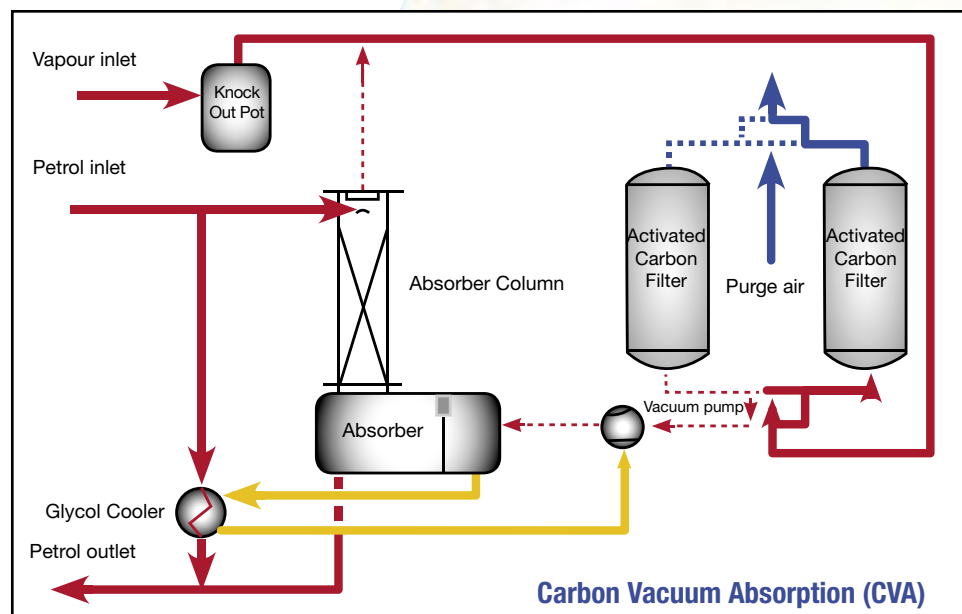 Vapour inlet
Knock
Out Pot
Petrol inlet
Activated
Carbon
Filter
Activated
Carbon
Filter
Absorber Column
Purge air
Vacuum pump
Absorber
Glycol Cooler
Petrol outlet
Carbon Vacuum Absorption (CVA)